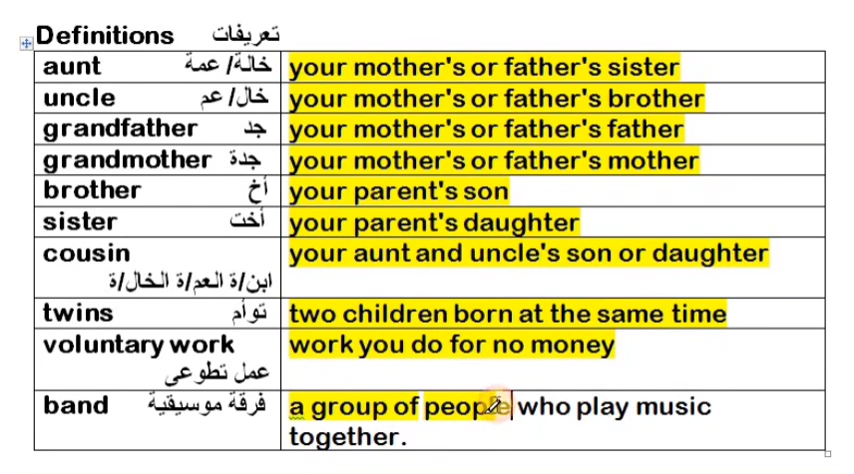 Definitions تعريفات
aunt خالة/ عمة your mother's or father's sister
uncle خال/ عم your mother's or father's brother
grandfather جد your mother's or father's father
grandmother جدة your mother's or father's mother
brother أخ your parent's son
sister أخت your parent's daughter
cousin your aunt and uncle's son or daughter
ابن/ة العم/ة الخال/ة
twins توأم two children born at the same time
voluntary work work you do for no money
عمل تطوعى
band فرقة موسيقية a group of people who play music
together.